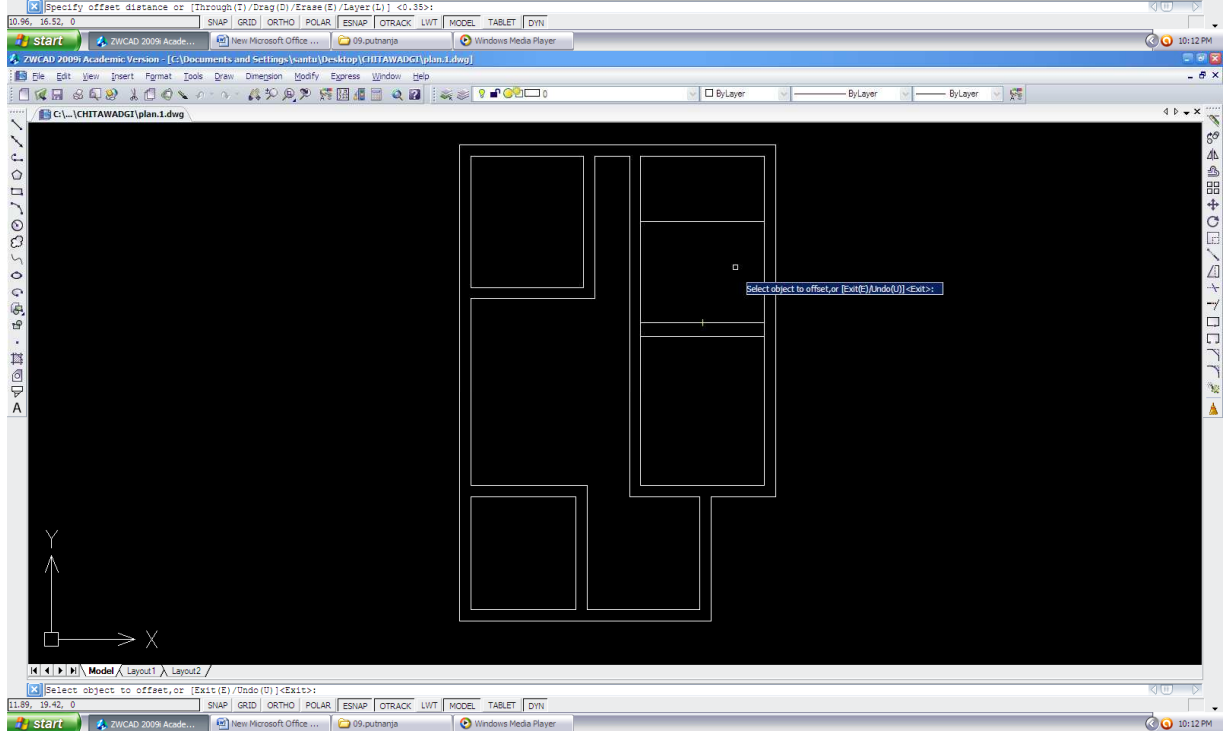 Specify offset distance or [Through(T)/Drag(D)/Erase(E)/Layer(L)] <0.35>:
10.96, 16.52, 0 SNAP GRID ORTHO POLAR ESNAP OTRACK LWT MODEL TABLET DYN
start ZWCAD 2009i Acade... New Microsoft Office ... 09.putnanja Windows Media Player 10:12 PM
ZWCAD 2009i Academic Version - [C:\Documents and Settings\santu\Desktop\CHITAWADGI\plan.1.dwg]
File Edit View Insert Format Tools Draw Dimension Modify Express Window Help
0 ByLayer ByLayer ByLayer
C:\...\CHITAWADGI\plan.1.dwg
Select object to offset,or [Exit(E)/Undo(U)]<Exit>:
A
Y
X
Model Layout1 Layout2
Select object to offset,or [Exit(E)/Undo(U)]<Exit>:
11.89, 19.42, 0 SNAP GRID ORTHO POLAR ESNAP OTRACK LWT MODEL TABLET DYN
start ZWCAD 2009i Acade... New Microsoft Office ... 09.putnanja Windows Media Player 10:12 PM